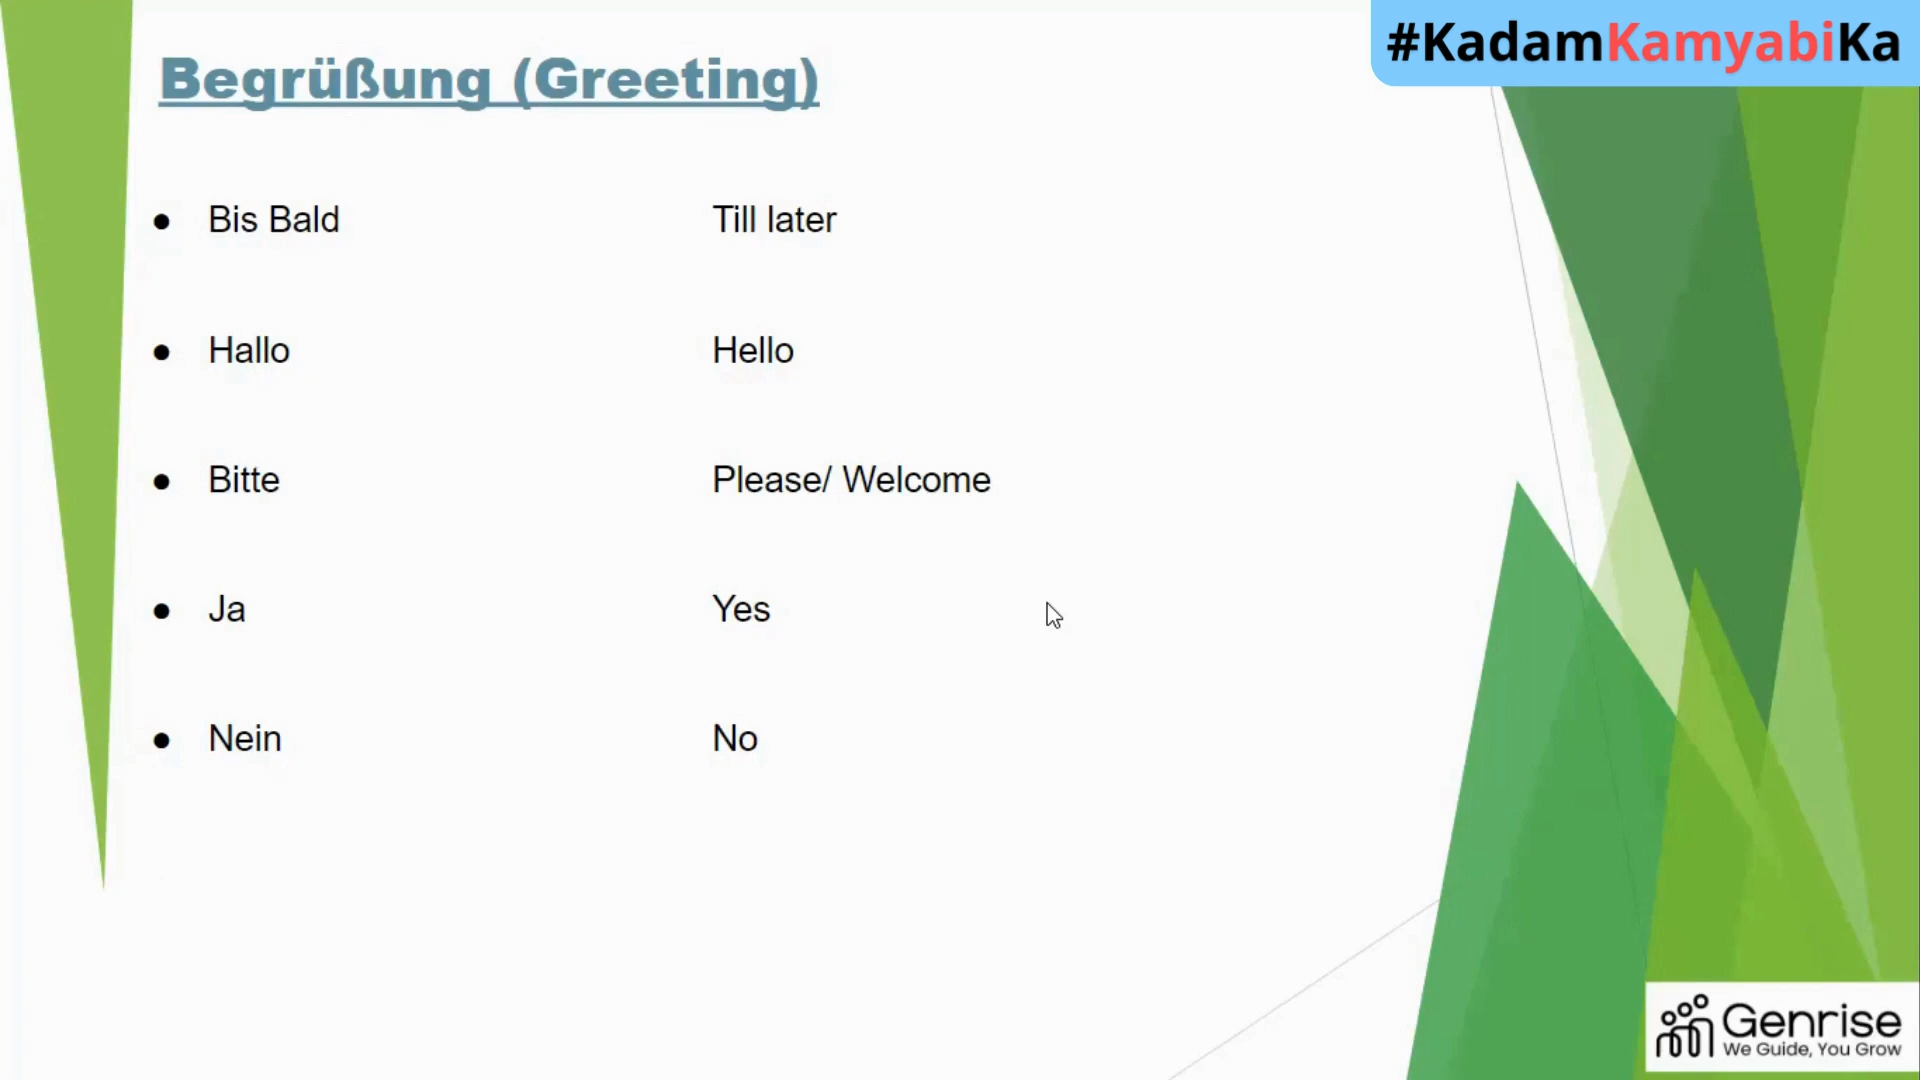 #KadamKamyabiKa
Begrüßung (Greeting)
● Bis Bald Till later
● Hallo Hello
● Bitte Please/ Welcome
● Ja Yes
● Nein No
Genrise
We Guide, You Grow